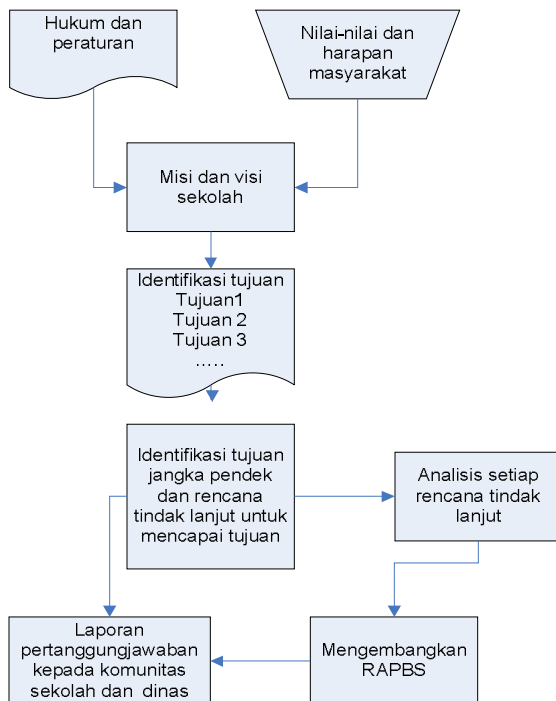 Hukum dan
peraturan
Nilai-nilai dan
harapan
masyarakat
Misi dan visi
sekolah
Identifikasi tujuan
Tujuan1
Tujuan 2
Tujuan 3
.....
Identifikasi tujuan
jangka pendek
dan rencana
tindak lanjut untuk
mencapai tujuan
Analisis setiap
rencana tindak
lanjut
Laporan
pertanggungjawaban
kepada komunitas
sekolah dan dinas
Mengembangkan
RAPBS